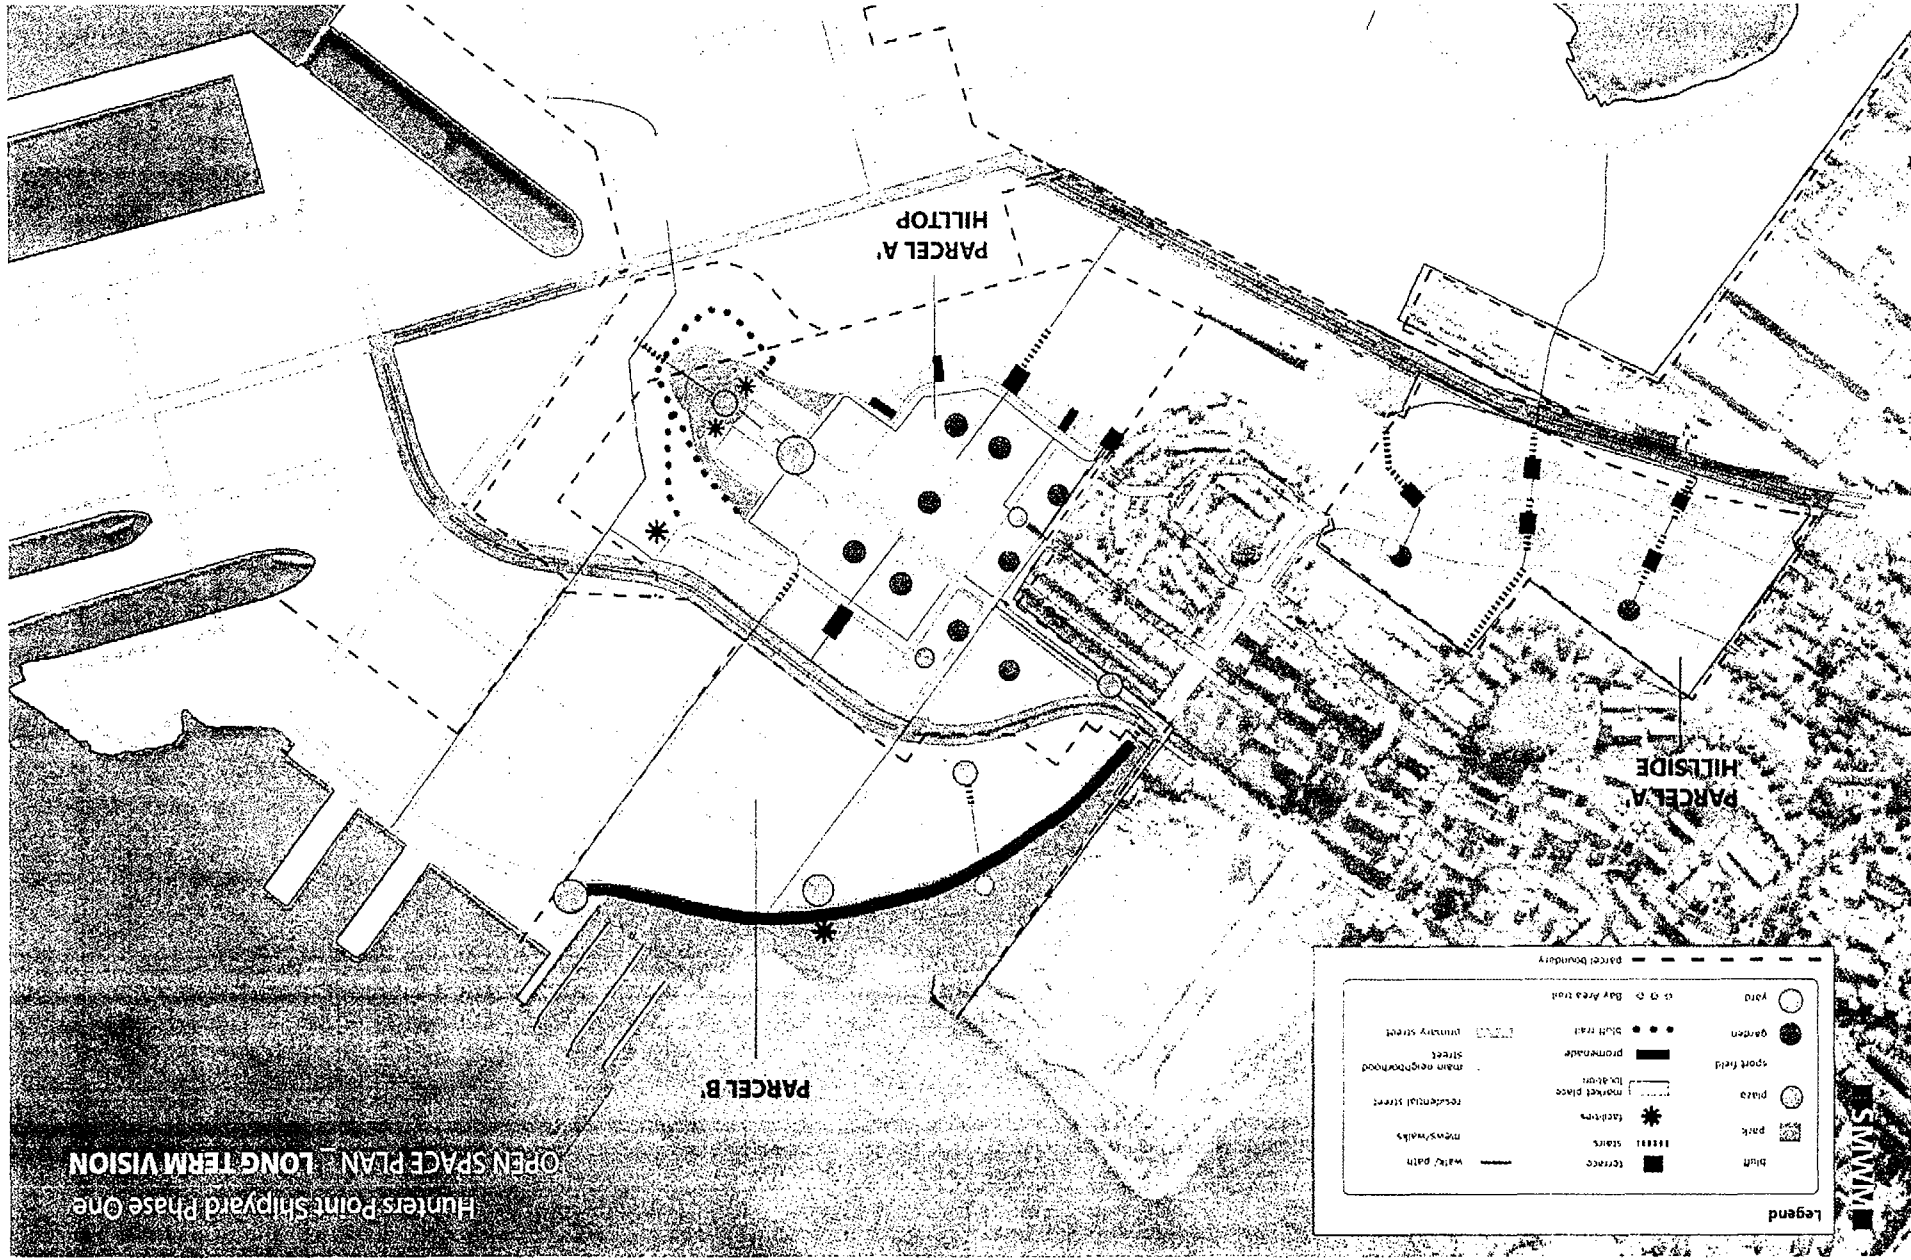 Hunters Point Shipyard Phase One
OPEN SPACE PLAN _ LONG TERM VISION
SMWM
Legend
bluff
park
plaza
sport field
garden
yard
terrace
stairs
facilities
market place
location
promenade
bluff trail
Bay Area trail
walk/ path
mews/walks
residential street
main neighborhood
street
primary street
parcel boundary
PARCEL B'
PARCEL A'
HILLSIDE
PARCEL A'
HILLTOP